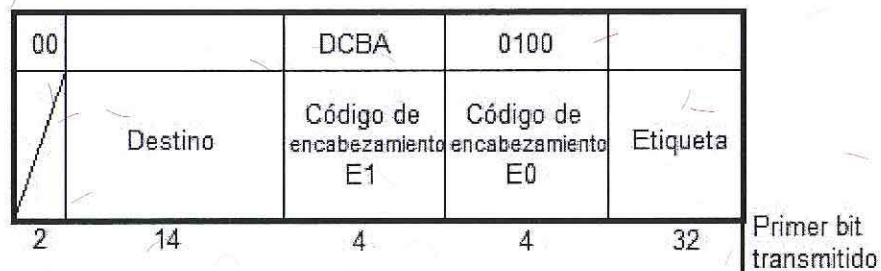 00 DCBA 0100
Destino
Código de encabezamiento E1
Código de encabezamiento E0
Etiqueta
2 14 4 4 32
Primer bit
transmitido